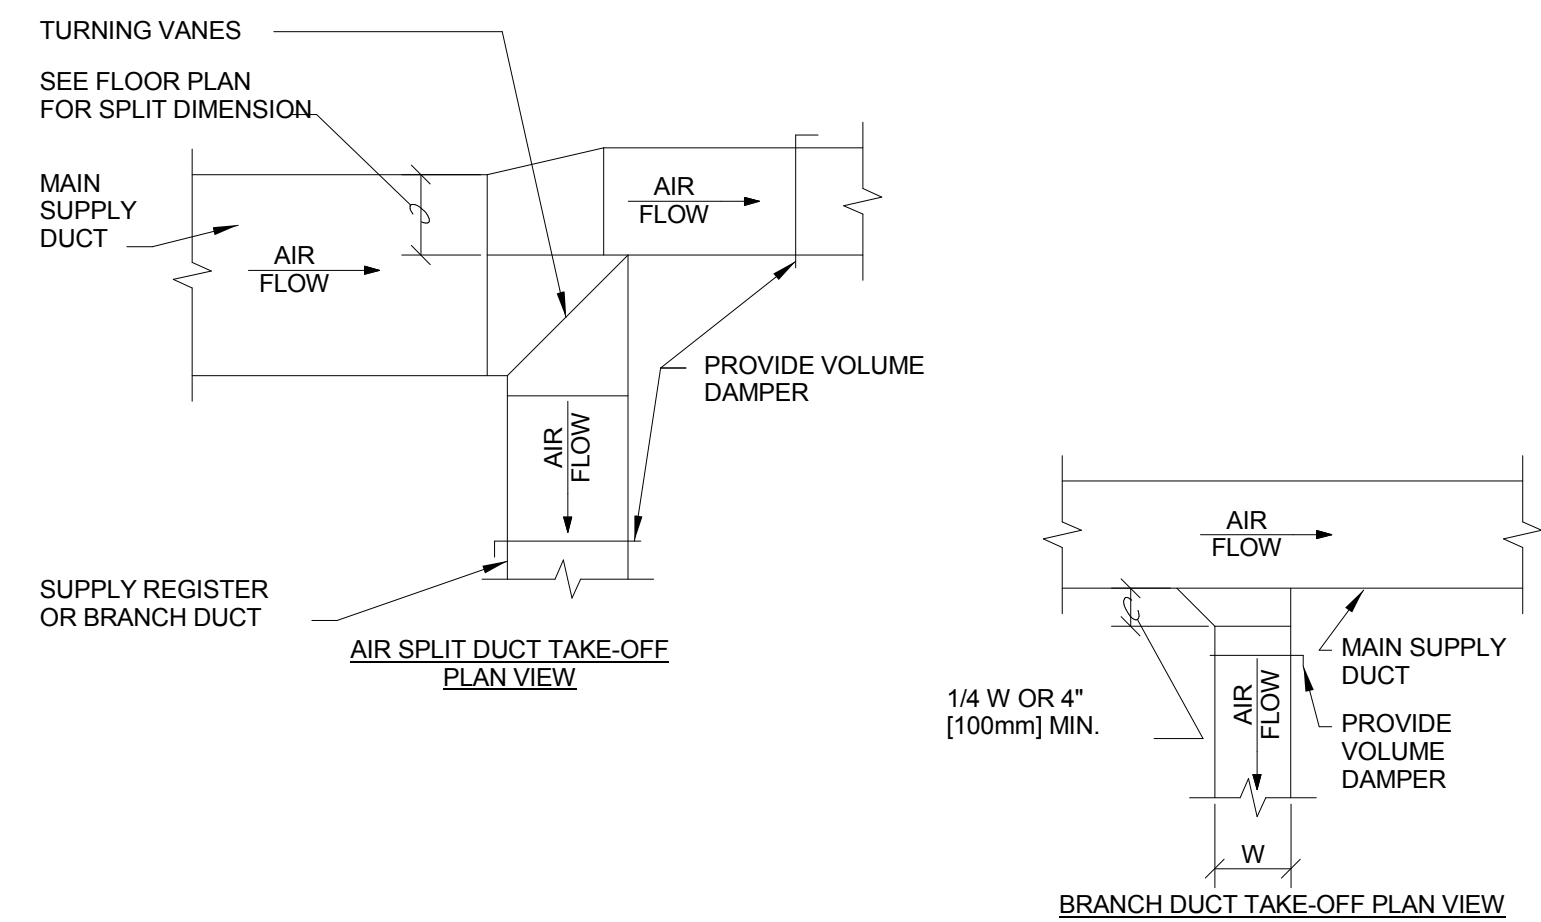 TURNING VANES
SEE FLOOR PLAN
FOR SPLIT DIMENSION
MAIN
SUPPLY
DUCT
AIR
FLOW
AIR
FLOW
PROVIDE VOLUME
DAMPER
AIR
FLOW
SUPPLY REGISTER
OR BRANCH DUCT
AIR SPLIT DUCT TAKE-OFF
PLAN VIEW
AIR
FLOW
MAIN SUPPLY
DUCT
1/4 W OR 4"
[100mm] MIN.
AIR
FLOW
PROVIDE
VOLUME
DAMPER
W
BRANCH DUCT TAKE-OFF PLAN VIEW